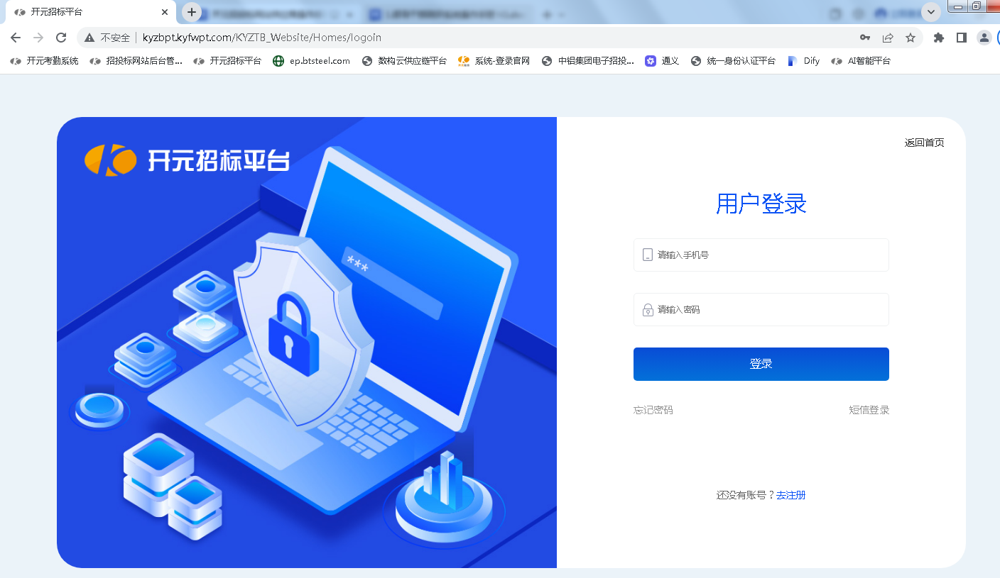 开元招标平台
不安全 kyzbpt.kyfwpt.com/KYZTB_Website/Homes/logoin
开元考勤系统 招投标网站后台管... 开元招标平台 ep.btsteel.com 数构云供应链平台 系统-登录官网 中铝集团电子招投... 通义 统一身份认证平台 Dify AI智能平台
开元招标平台
返回首页
用户登录
***
请输入手机号
请输入密码
登录
忘记密码 短信登录
还没有账号？去注册